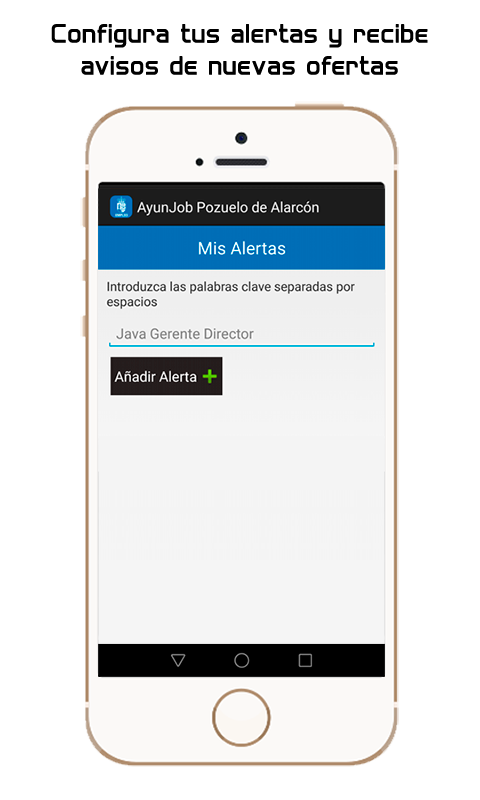 Configura tus alertas y recibe
avisos de nuevas ofertas
AyunJob Pozuelo de Alarcón
Mis Alertas
Introduzca las palabras clave separadas por
espacios
Java Gerente Director
Añadir Alerta